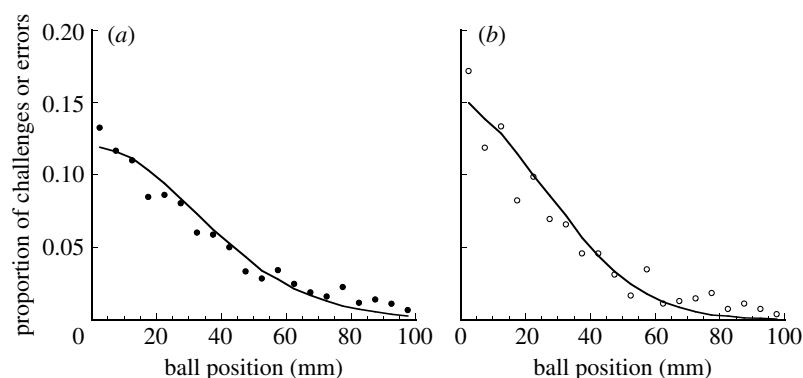 proportion of challenges or errors
0.20
0.15
0.10
0.05
(a)
(b)
0 20 40 60 80 100
0 20 40 60 80 100
ball position (mm)
ball position (mm)